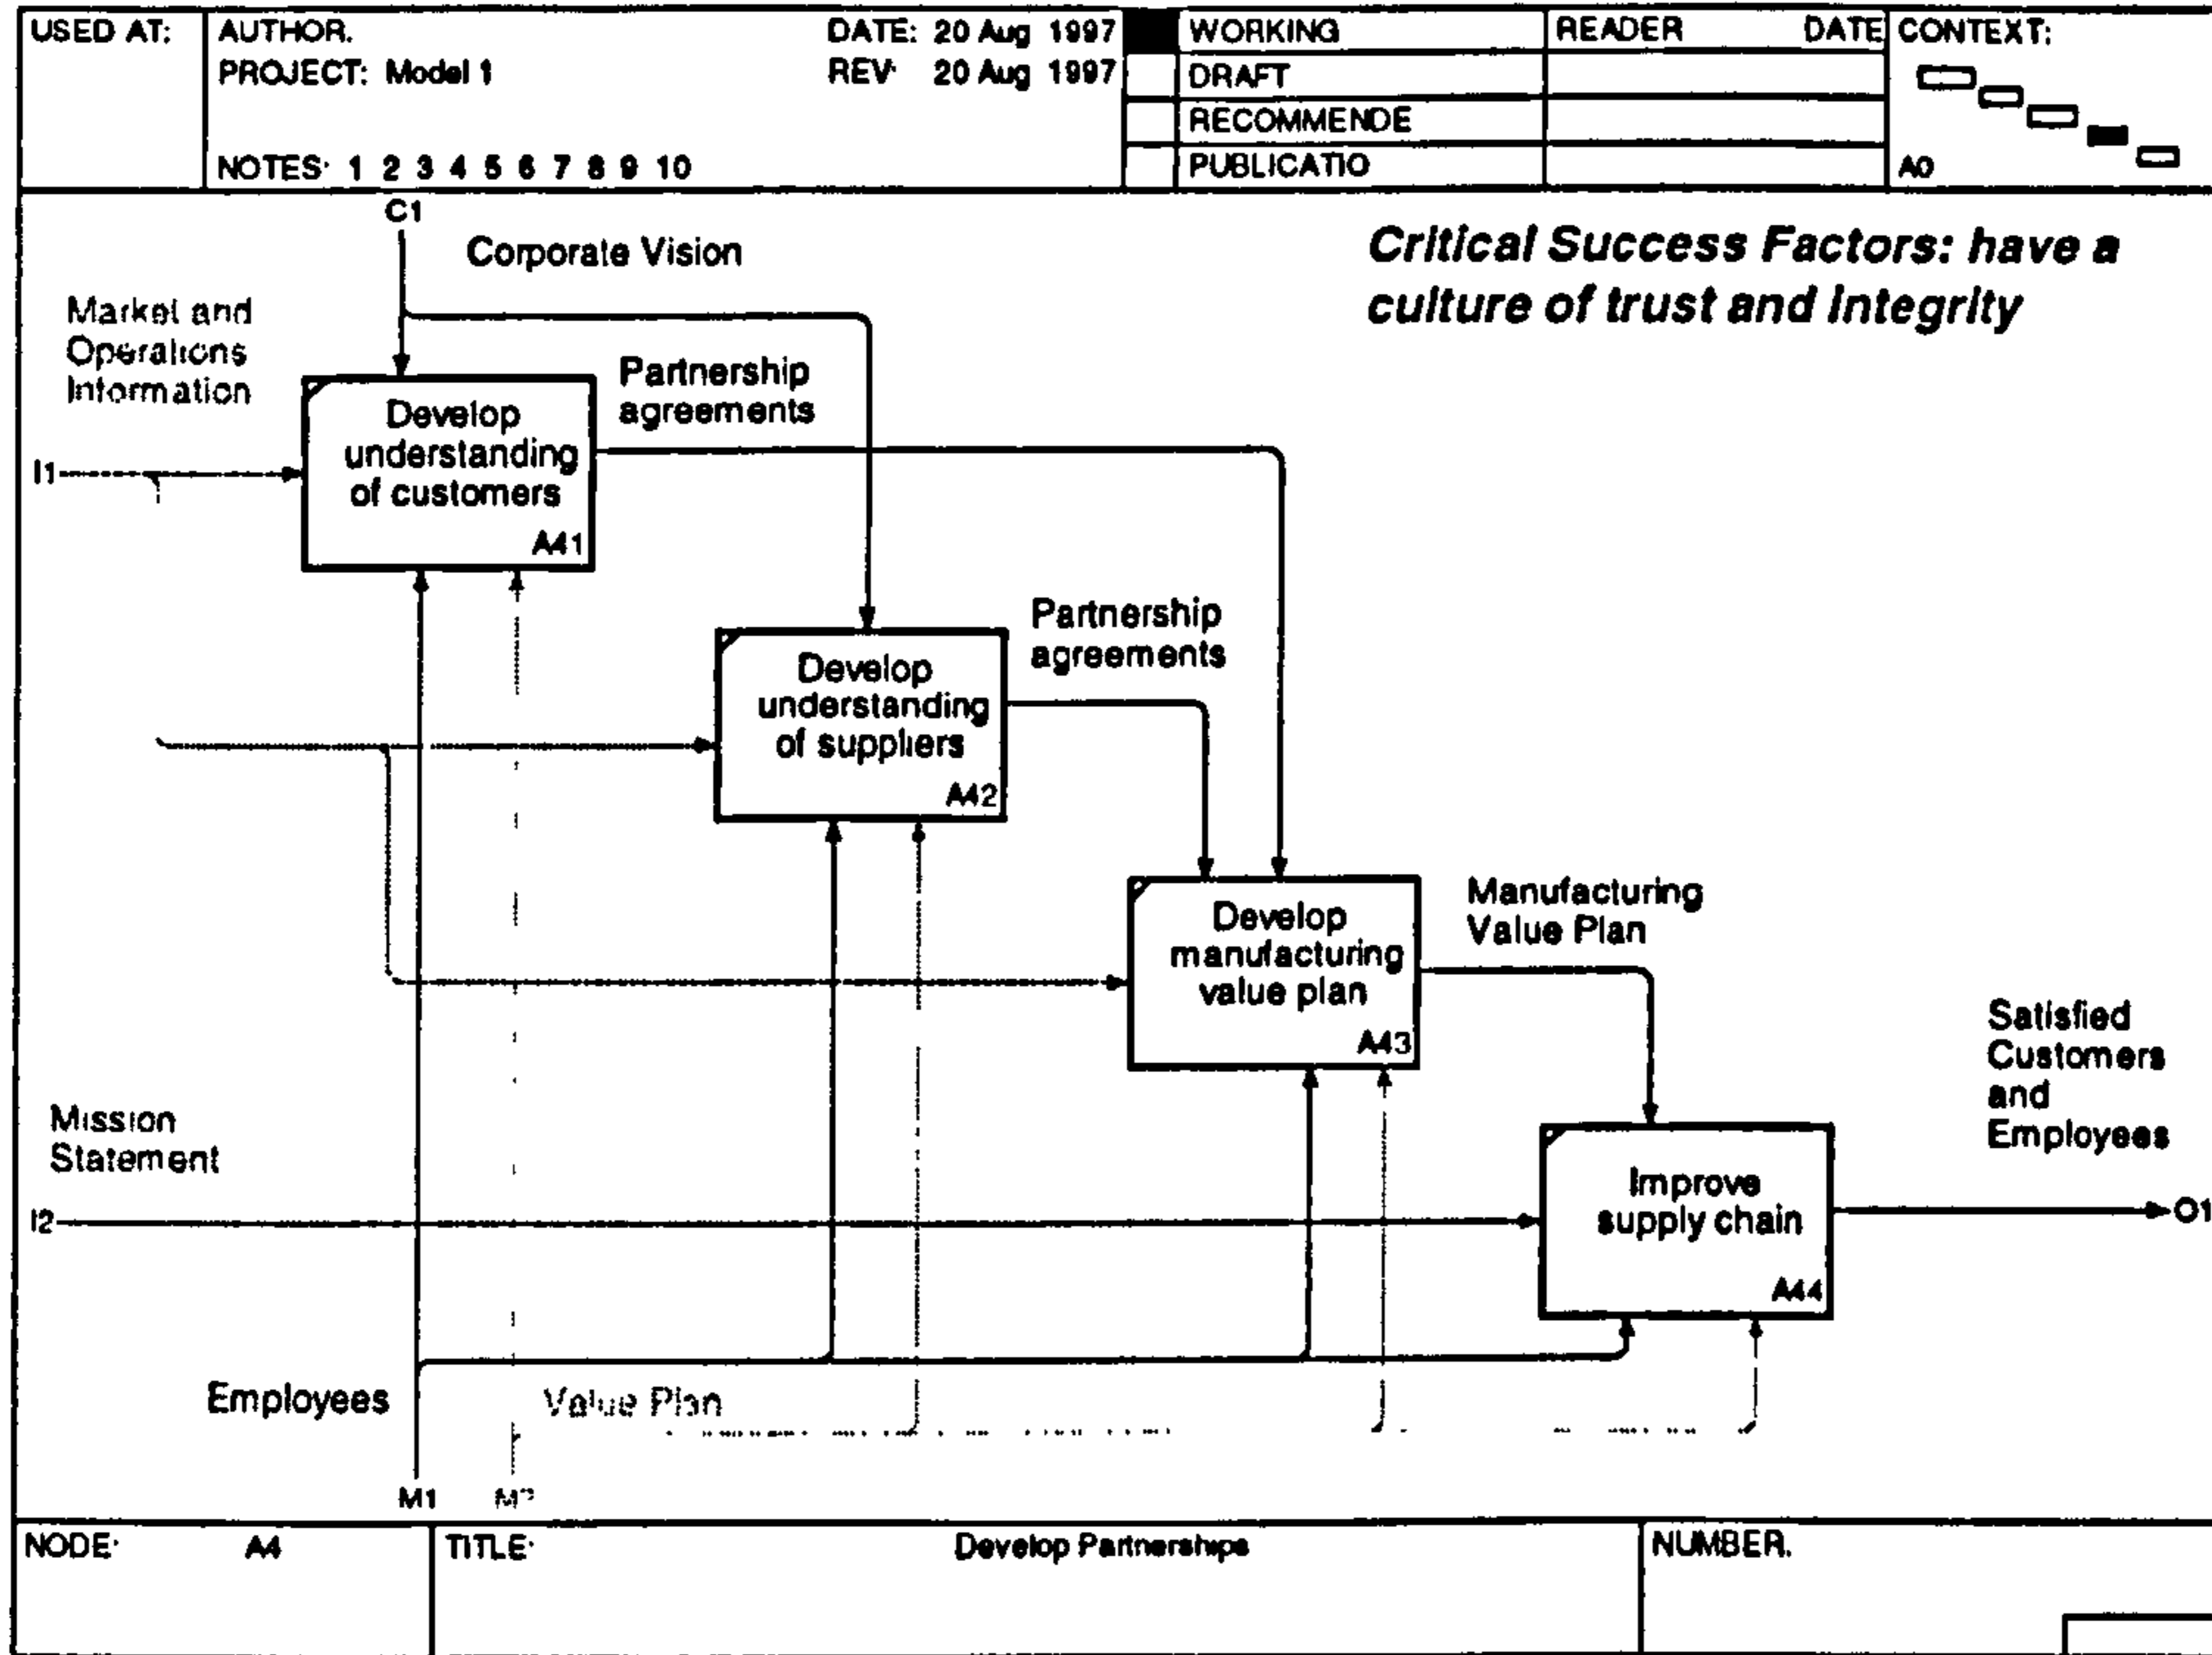 USED AT:
AUTHOR.
DATE: 20 Aug 1997
PROJECT: Model 1
REV: 20 Aug 1997
NOTES: 1 2 3 4 5 6 7 8 9 10
WORKING
DRAFT
RECOMMENDE
PUBLICATIO
READER DATE
CONTEXT:
A0
C1
Corporate Vision
Critical Success Factors: have a
culture of trust and integrity
Market and
Operations
Information
I1
Develop
understanding
of customers
A41
Partnership
agreements
Develop
understanding
of suppliers
A42
Partnership
agreements
Develop
manufacturing
value plan
A43
Manufacturing
Value Plan
Mission
Statement
I2
Improve
supply chain
A44
Satisfied
Customers
and
Employees
O1
Employees
Value Plan
M1
NODE: A4
TITLE: Develop Partnerships
NUMBER.